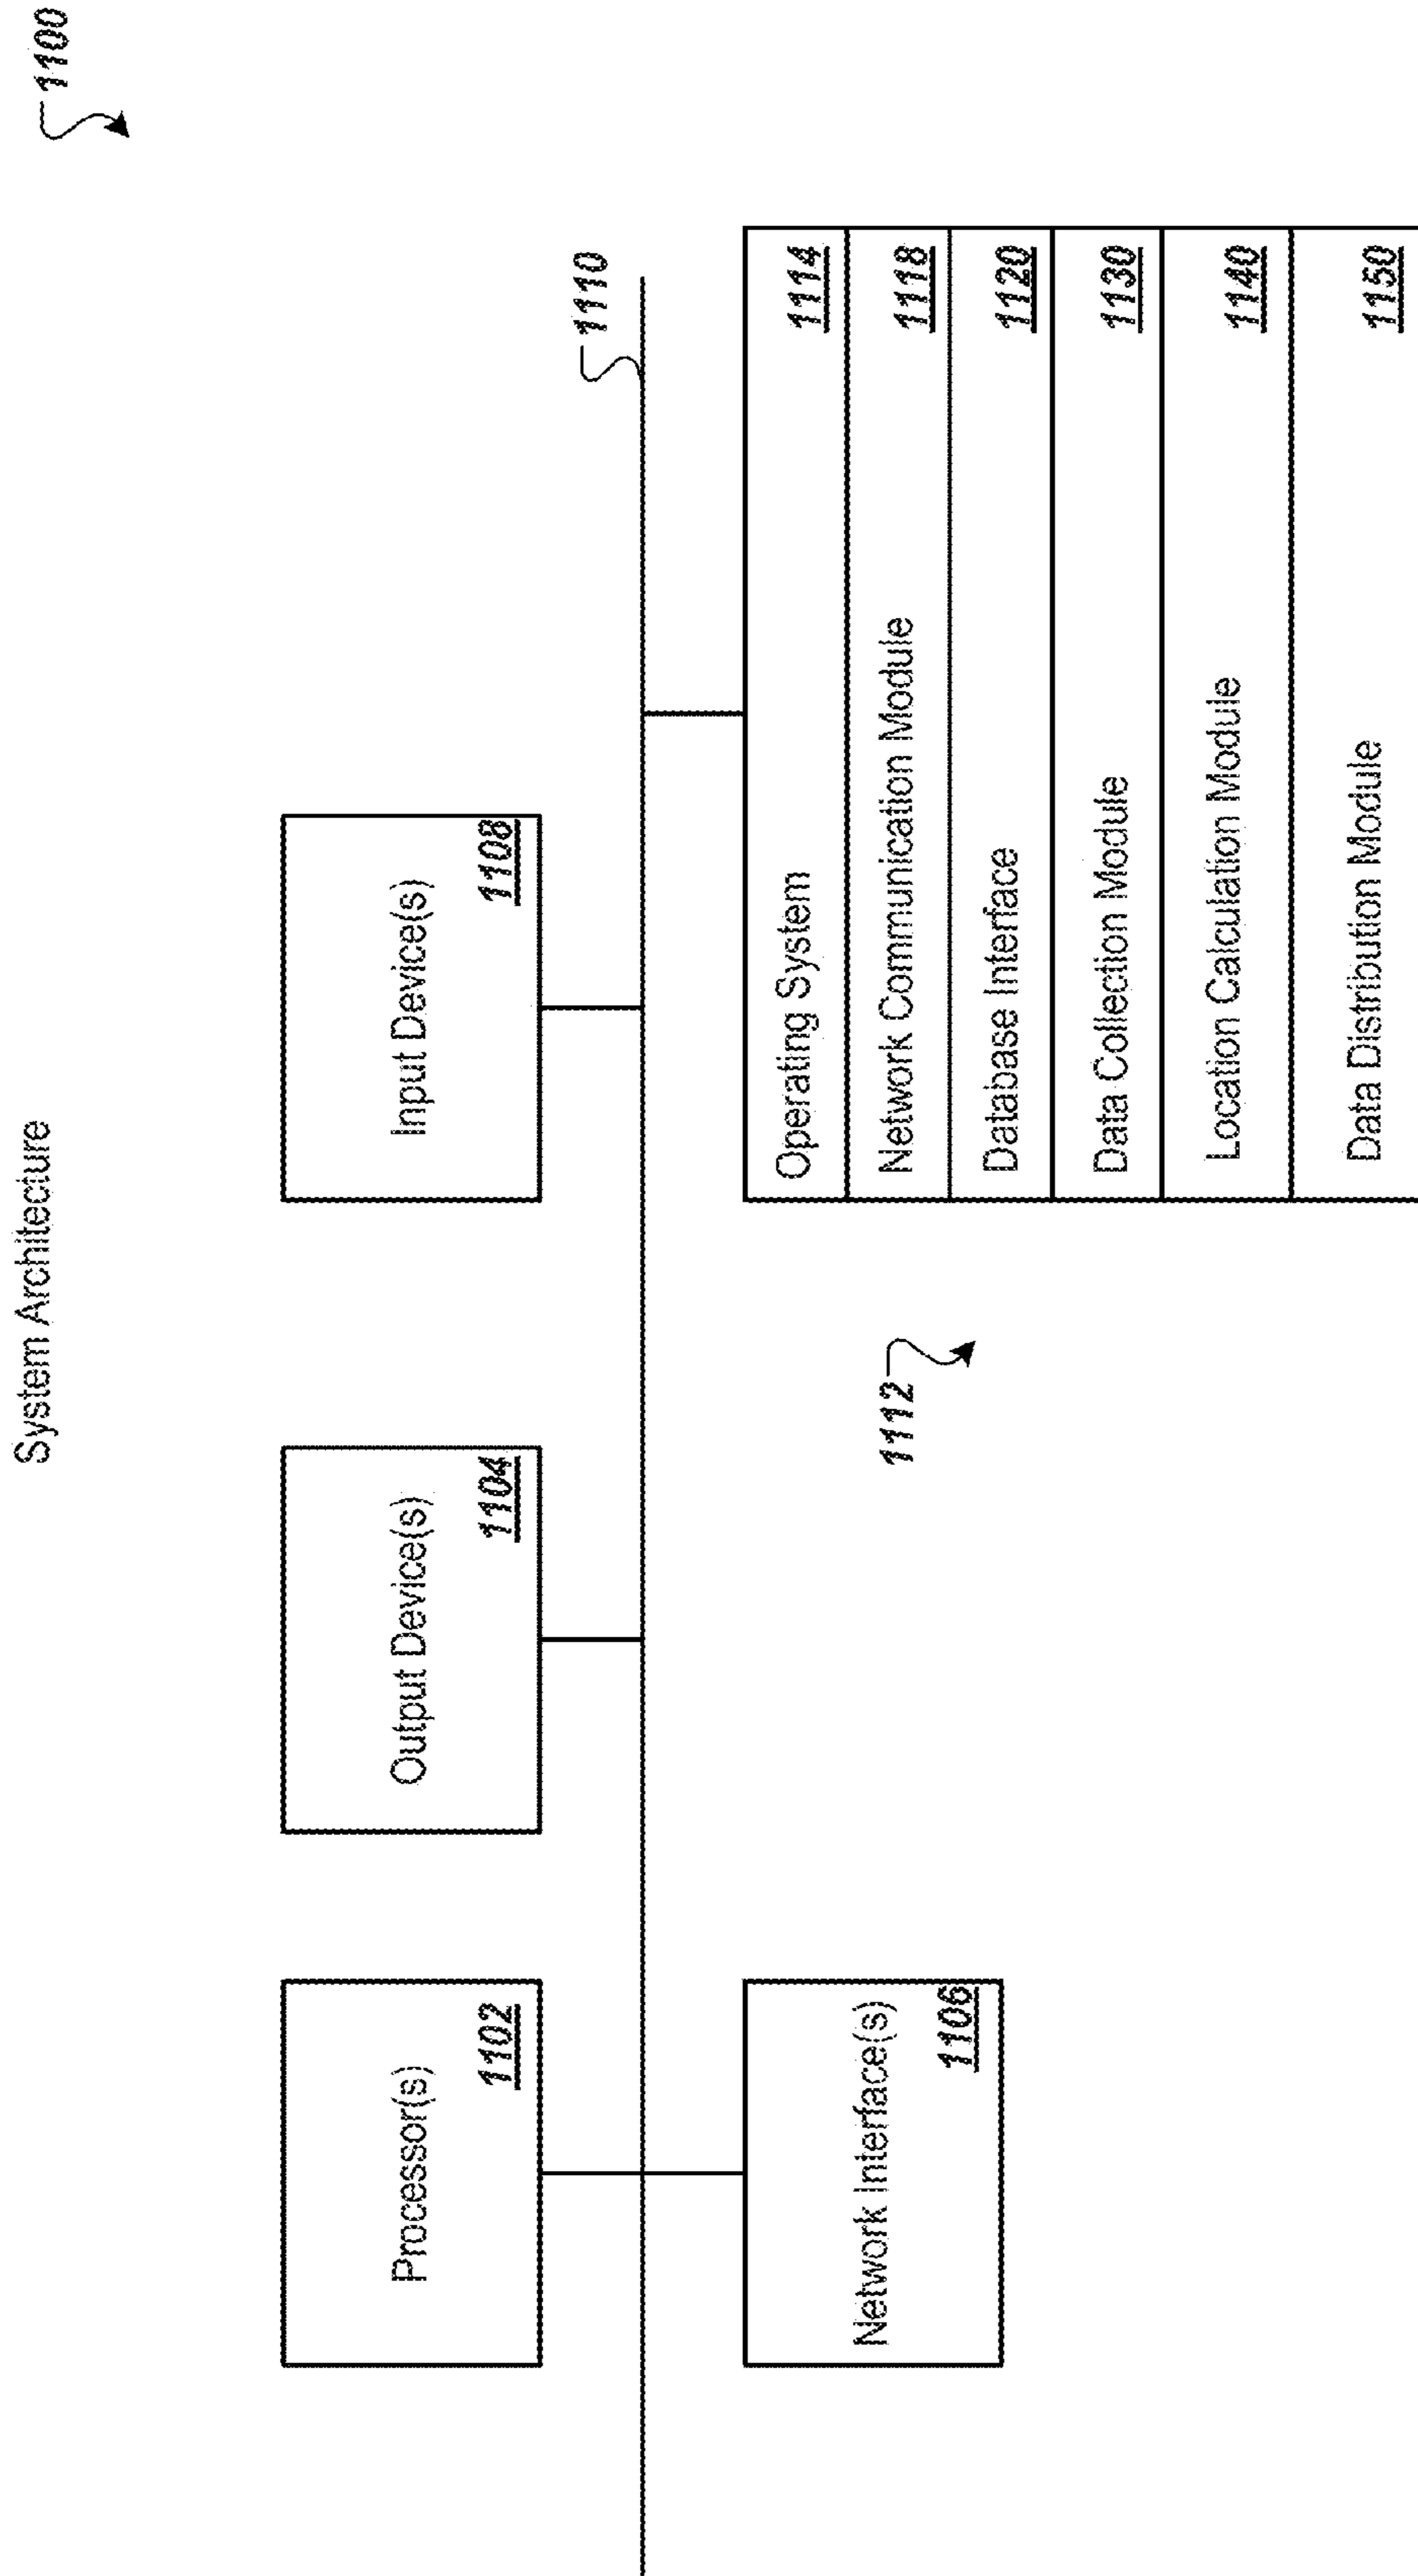 System Architecture
1100
Processor(s)
1102
Output Device(s)
1104
Input Device(s)
1108
1110
Network Interface(s)
1106
1112
Operating System 1114
Network Communication Module 1118
Database Interface 1120
Data Collection Module 1130
Location Calculation Module 1140
Data Distribution Module 1150